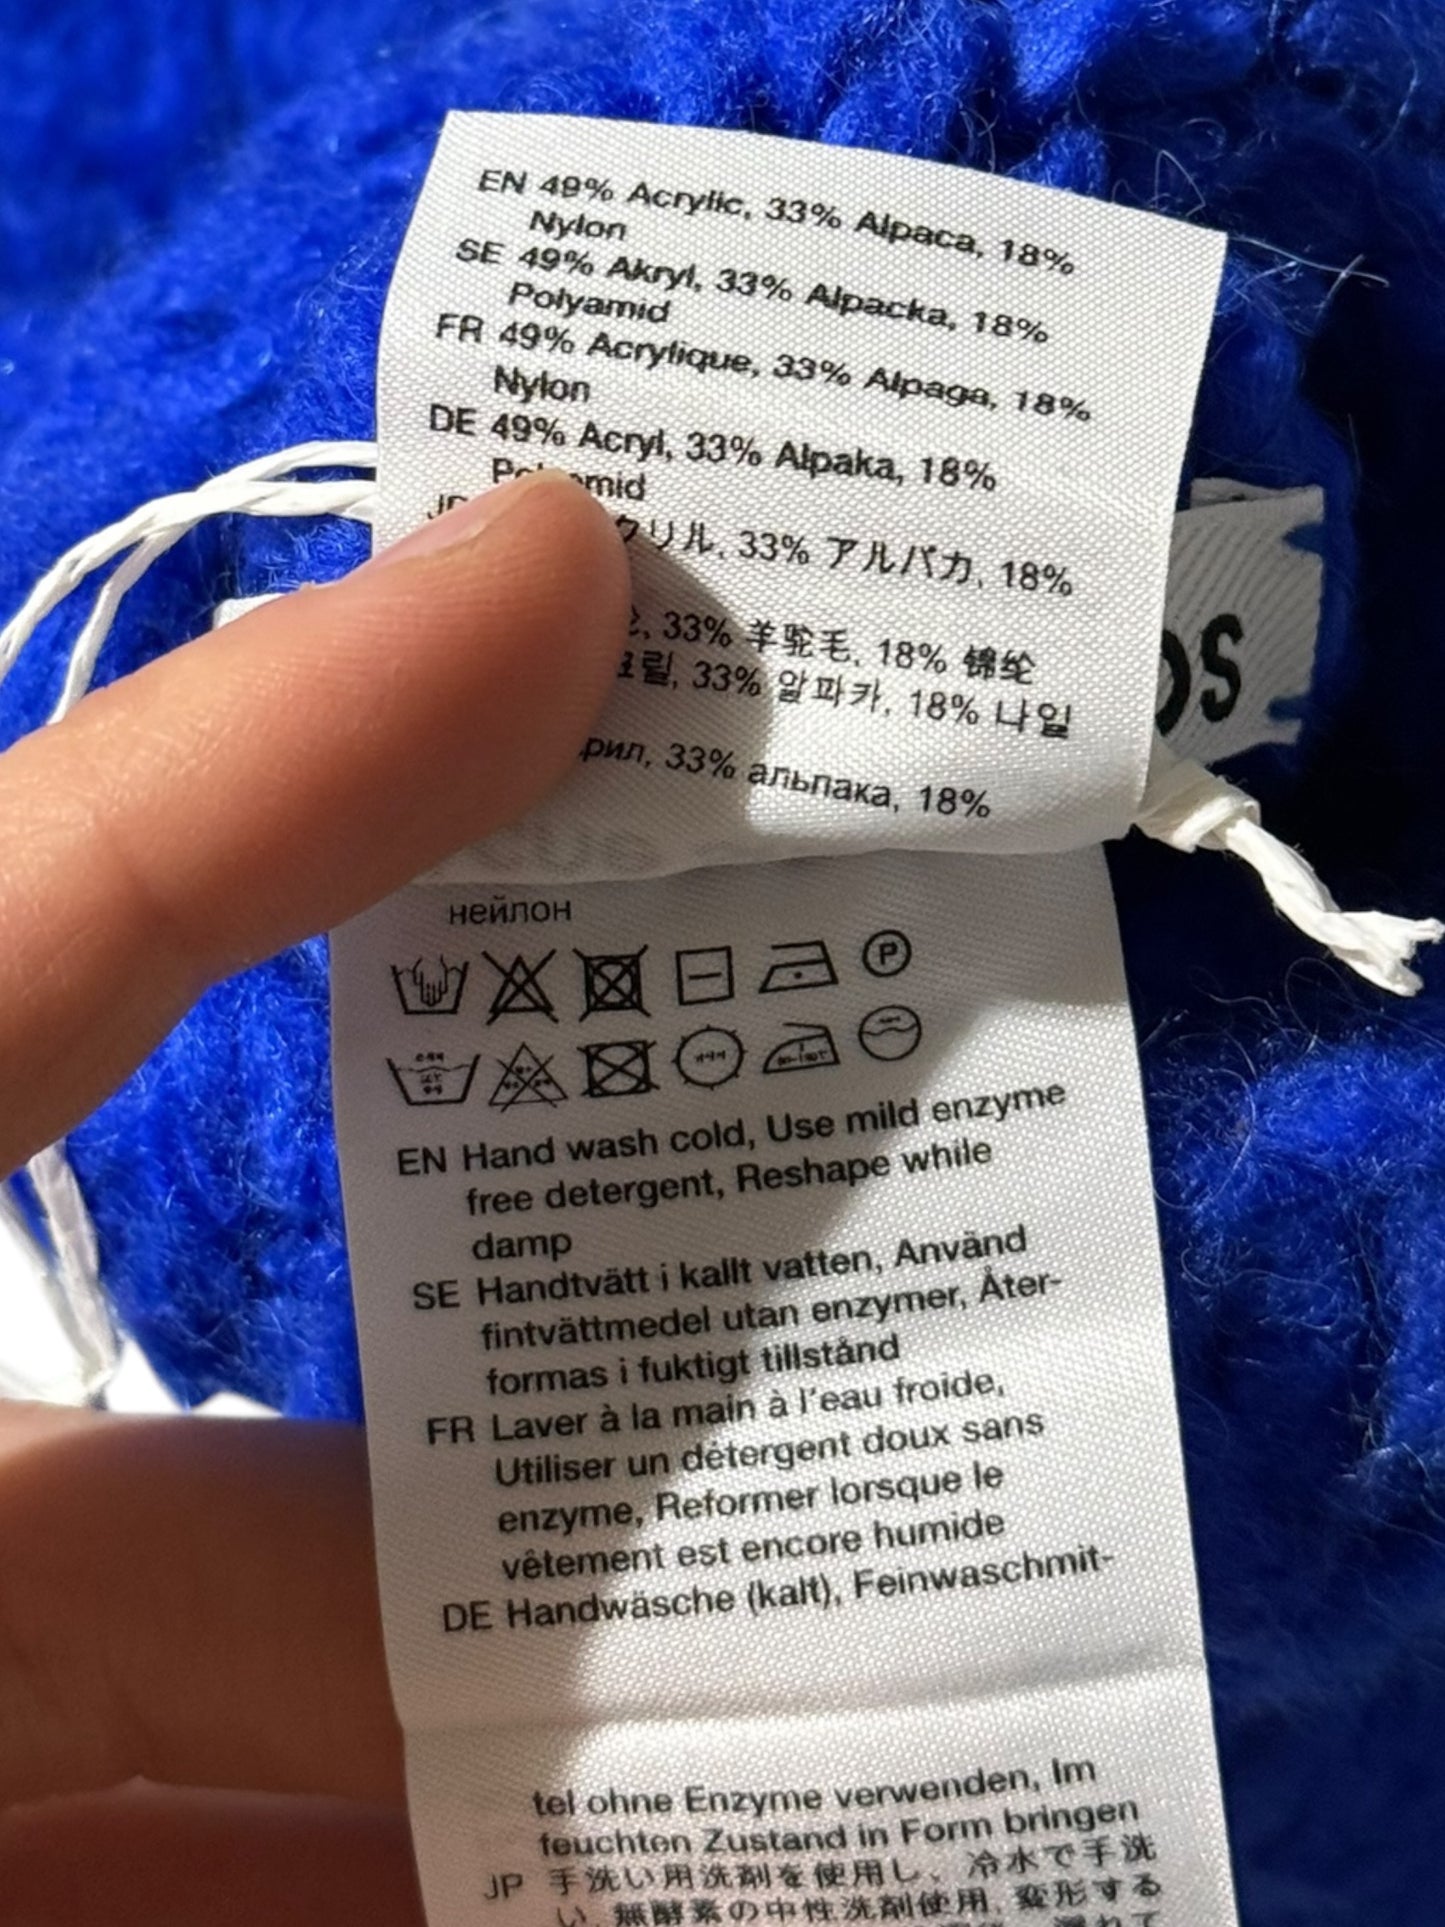 EN 49% Acrylic, 33% Alpaca, 18%
Nylon
SE 49% Akryl, 33% Alpacka, 18%
Polyamid
FR 49% Acrylique, 33% Alpaga, 18%
Nylon
DE 49% Acryl, 33% Alpaka, 18%
33% アルパカ, 18%
33% 羊驼毛, 18% 锦纶
33% 알파카, 18% 나일
33% альпака, 18%
OS
нейлон
P
EN Hand wash cold, Use mild enzyme
free detergent, Reshape while
damp
SE Handtvätt i kallt vatten, Använd
fintvättmedel utan enzymer, Åter-
formas i fuktigt tillstånd
FR Laver à la main à l'eau froide,
Utiliser un détergent doux sans
enzyme, Reformer lorsque le
vêtement est encore humide
DE Handwäsche (kalt), Feinwaschmit-
tel ohne Enzyme verwenden, Im
feuchten Zustand in Form bringen
JP 手洗い用洗剤を使用し、冷水で手洗
い, 無酵素の中性洗剤使用, 変形する